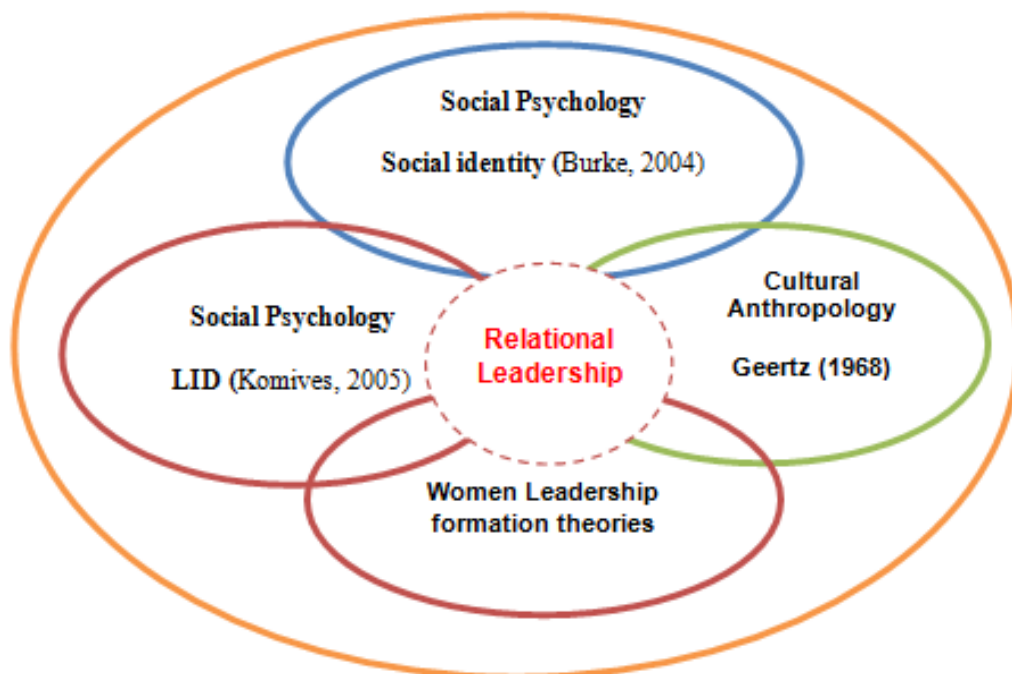 Social Psychology
Social identity (Burke, 2004)
Social Psychology
LID (Komives, 2005)
Relational
Leadership
Cultural
Anthropology
Geertz (1968)
Women Leadership
formation theories